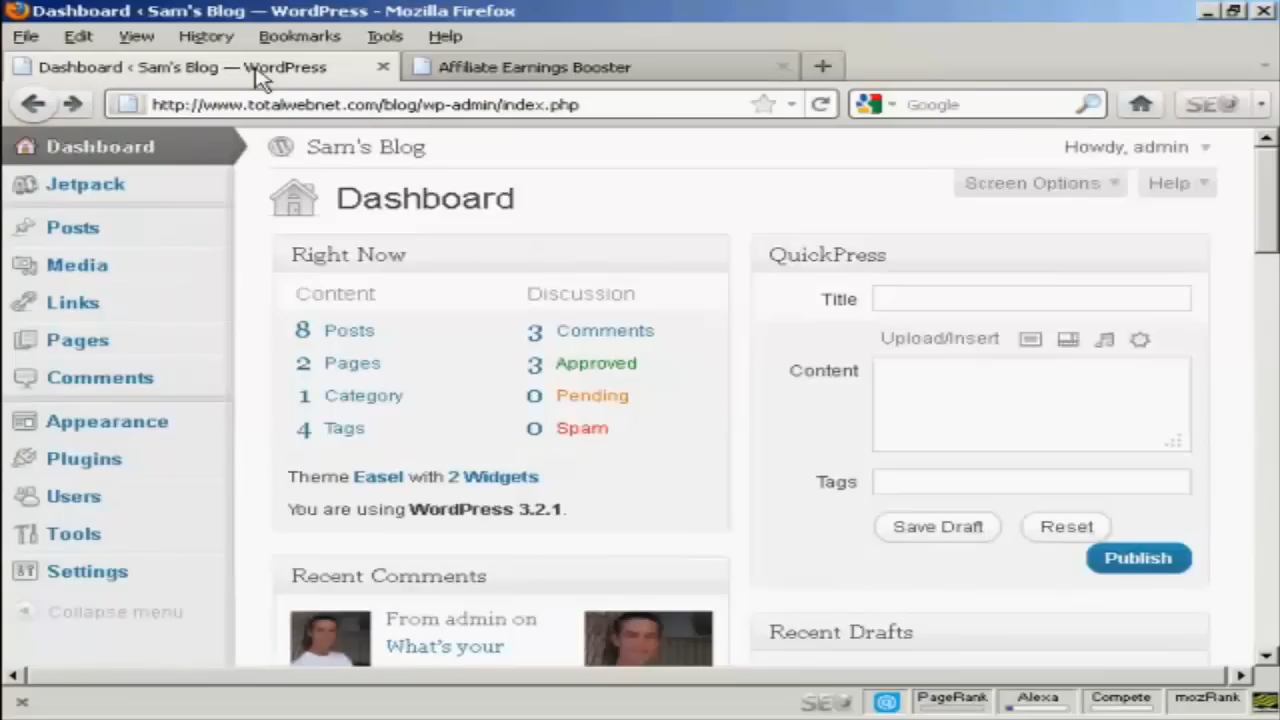 Dashboard ‹ Sam's Blog — WordPress - Mozilla Firefox
File Edit View History Bookmarks Tools Help
Dashboard ‹ Sam's Blog — WordPress
Affiliate Earnings Booster
http://www.totalwebnet.com/blog/wp-admin/index.php
Google
Dashboard
Jetpack
Posts
Media
Links
Pages
Comments
Appearance
Plugins
Users
Tools
Settings
Collapse menu
Sam's Blog
Howdy, admin
Screen Options
Help
Dashboard
Right Now
Content Discussion
8 Posts 3 Comments
2 Pages 3 Approved
1 Category 0 Pending
4 Tags 0 Spam
Theme Easel with 2 Widgets
You are using WordPress 3.2.1.
Recent Comments
From admin on
What's your
QuickPress
Title
Upload/Insert
Content
Tags
Save Draft Reset
Publish
Recent Drafts
PageRank Alexa Compete mozRank